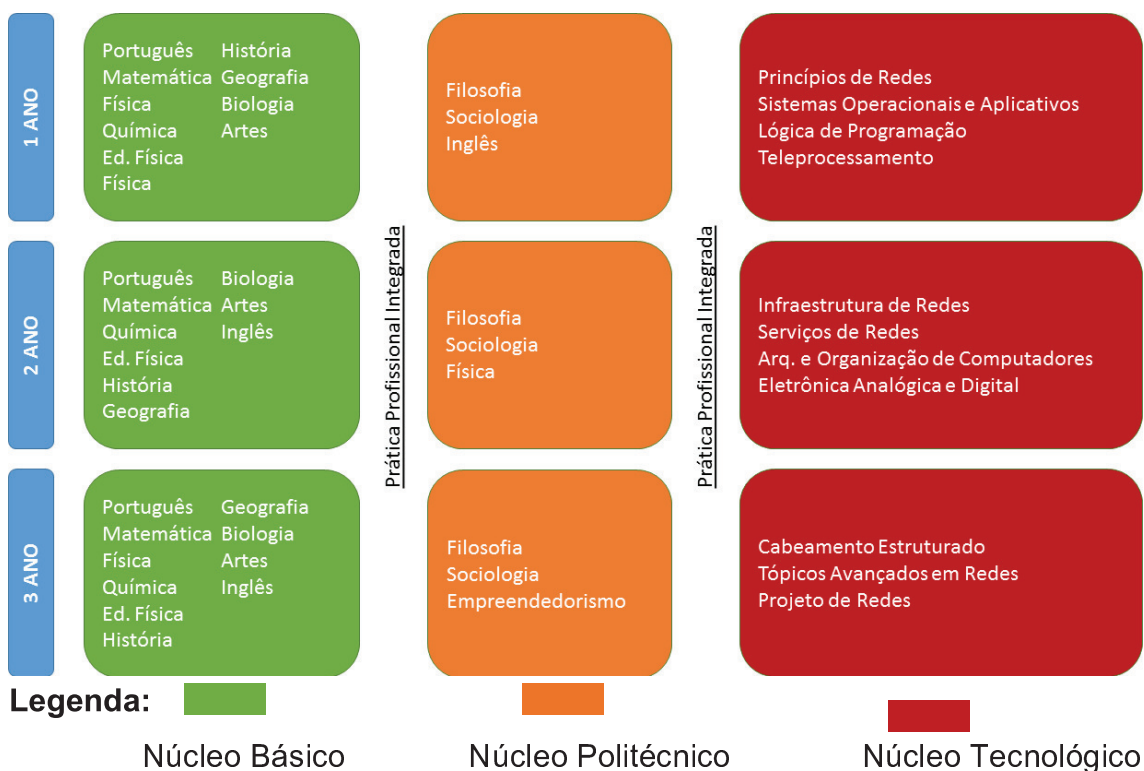 1 ANO
Português
Matemática
Física
Química
Ed. Física
Física
História
Geografia
Biologia
Artes
Filosofia
Sociologia
Inglês
Princípios de Redes
Sistemas Operacionais e Aplicativos
Lógica de Programação
Teleprocessamento
Prática Profissional Integrada
Prática Profissional Integrada
2 ANO
Português
Matemática
Química
Ed. Física
História
Geografia
Biologia
Artes
Inglês
Filosofia
Sociologia
Física
Infraestrutura de Redes
Serviços de Redes
Arq. e Organização de Computadores
Eletrônica Analógica e Digital
3 ANO
Português
Matemática
Física
Química
Ed. Física
História
Geografia
Biologia
Artes
Inglês
Filosofia
Sociologia
Empreendedorismo
Cabeamento Estruturado
Tópicos Avançados em Redes
Projeto de Redes
Legenda:
Núcleo Básico
Núcleo Politécnico
Núcleo Tecnológico